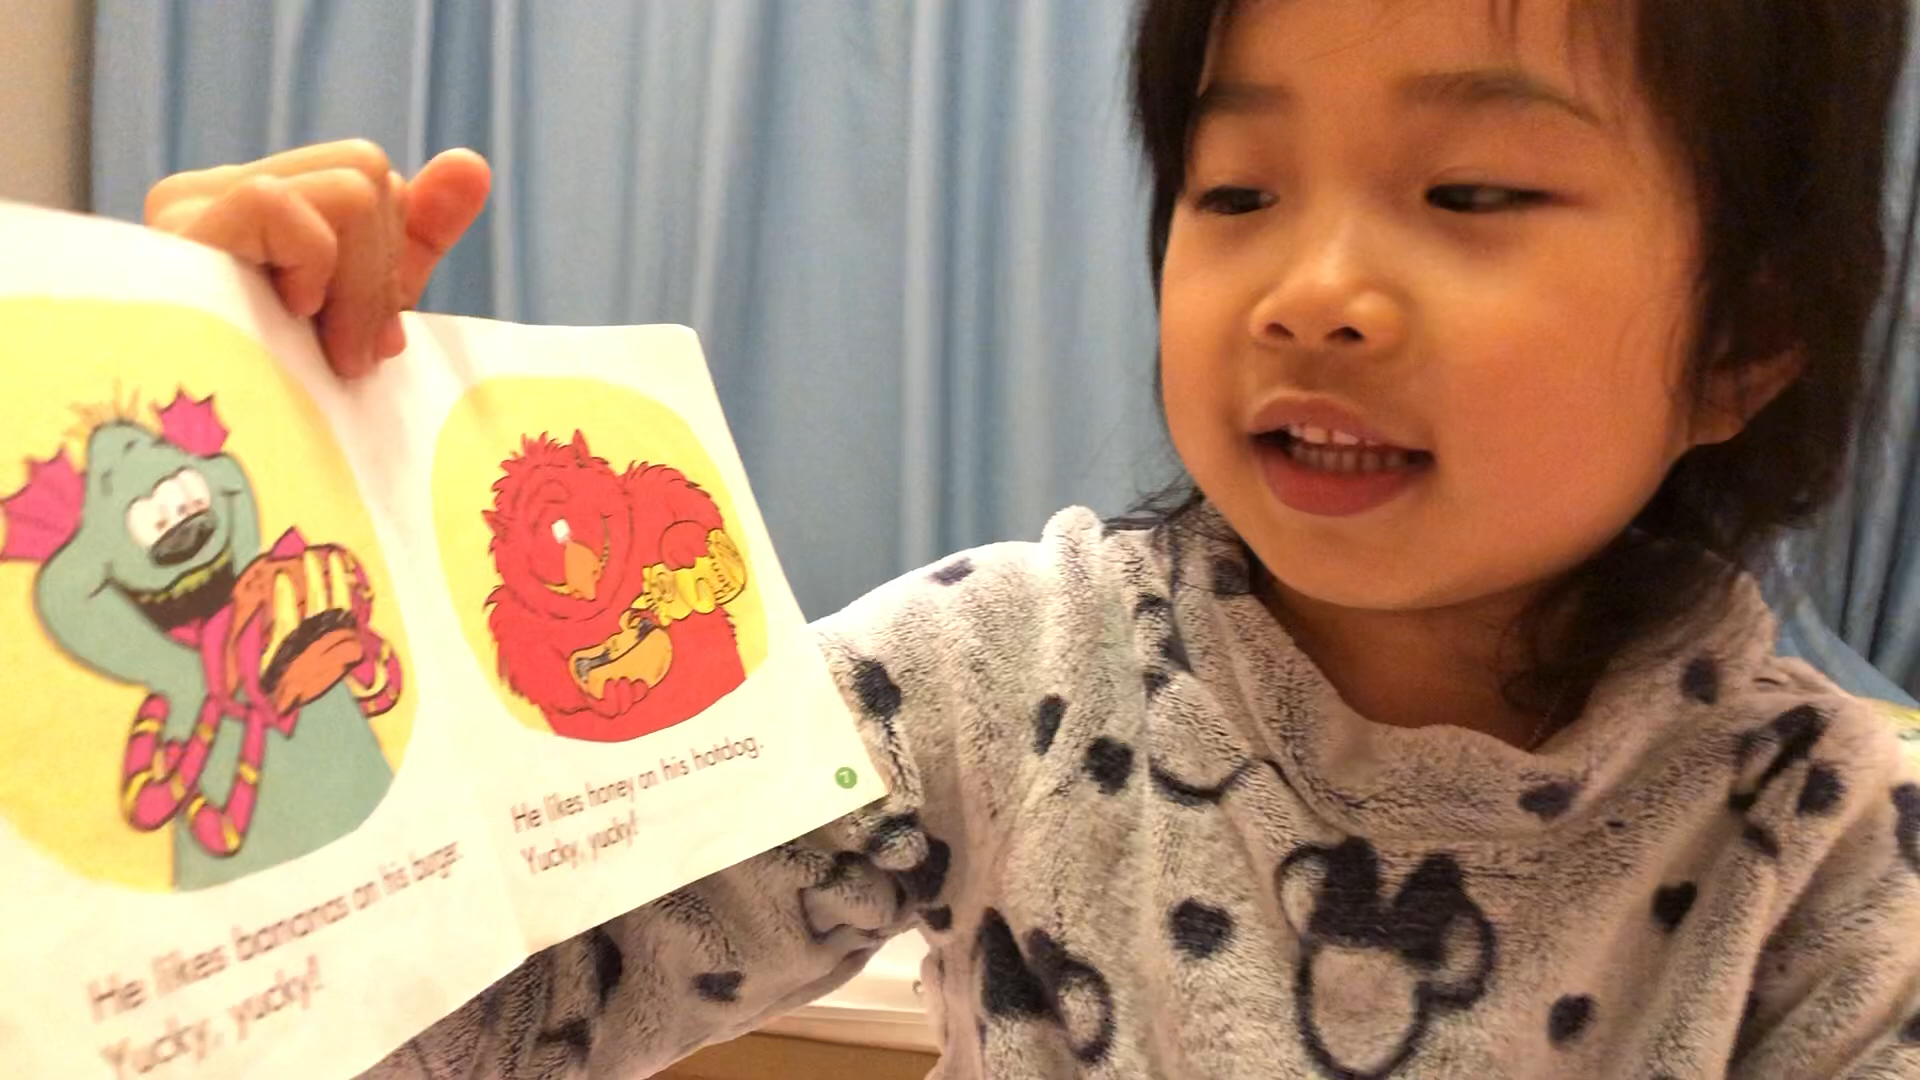 He likes bananas on his burger.
Yucky, yucky!
He likes honey on his hotdog.
Yucky, yucky!
7